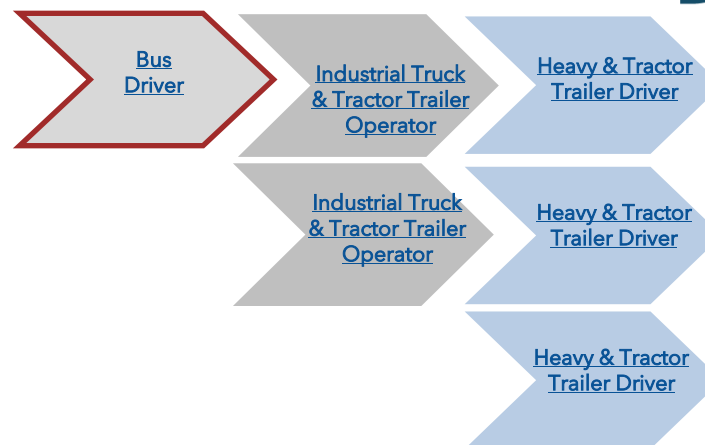 Bus
Driver
Industrial Truck
& Tractor Trailer
Operator
Heavy & Tractor
Trailer Driver
Industrial Truck
& Tractor Trailer
Operator
Heavy & Tractor
Trailer Driver
Heavy & Tractor
Trailer Driver